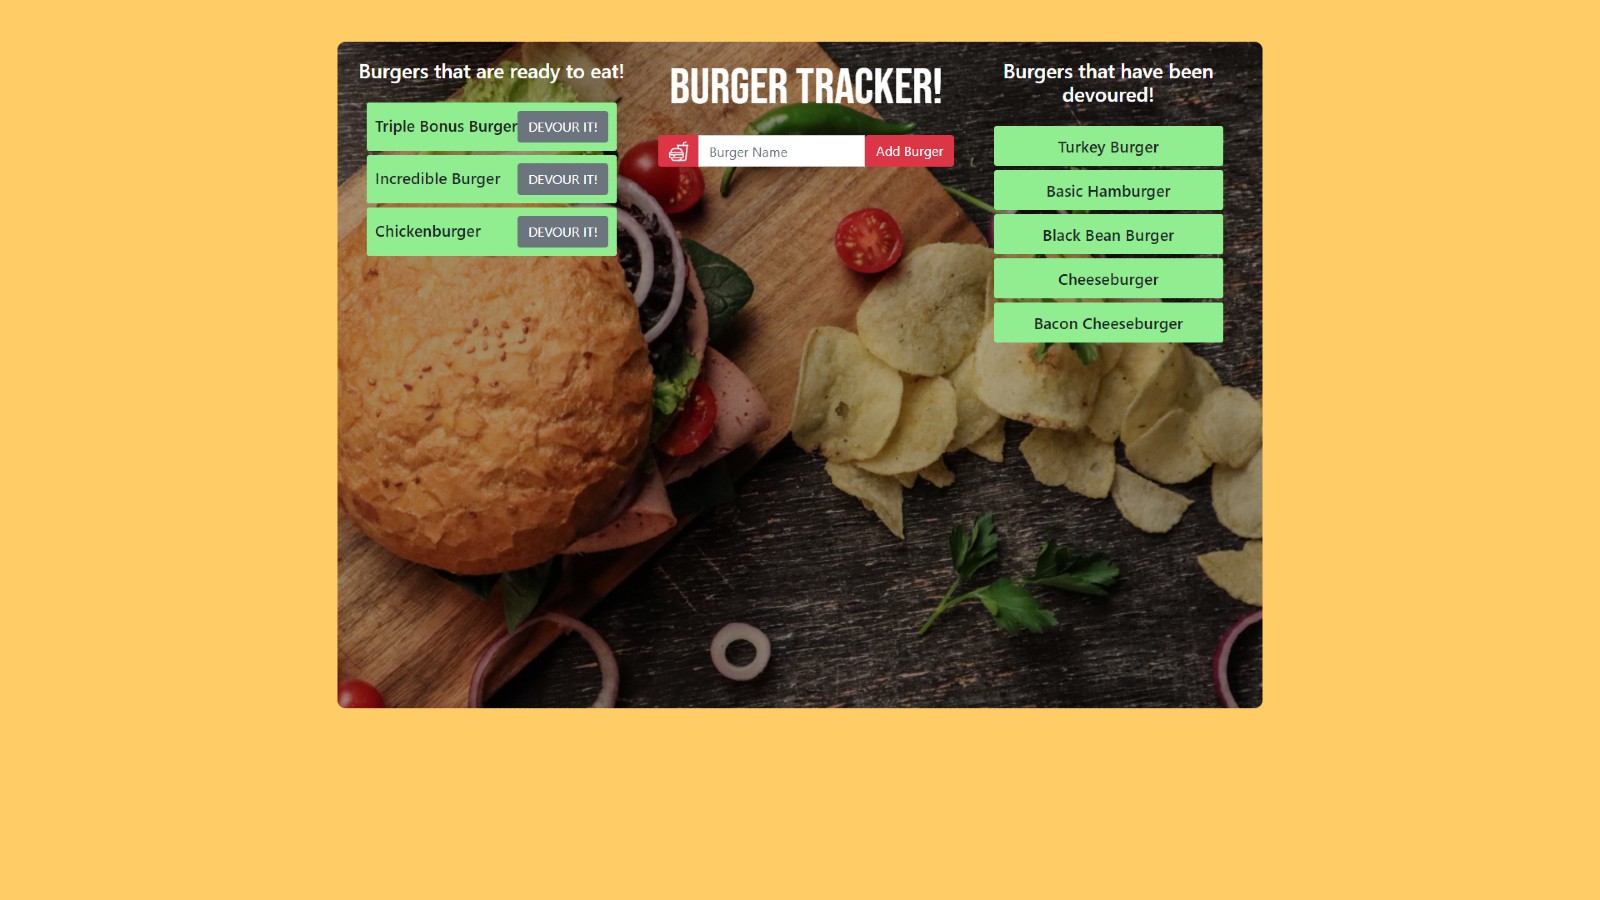 Burgers that are ready to eat!
Triple Bonus Burger DEVOUR IT!
Incredible Burger DEVOUR IT!
Chickenburger DEVOUR IT!
BURGER TRACKER!
Burger Name Add Burger
Burgers that have been
devoured!
Turkey Burger
Basic Hamburger
Black Bean Burger
Cheeseburger
Bacon Cheeseburger